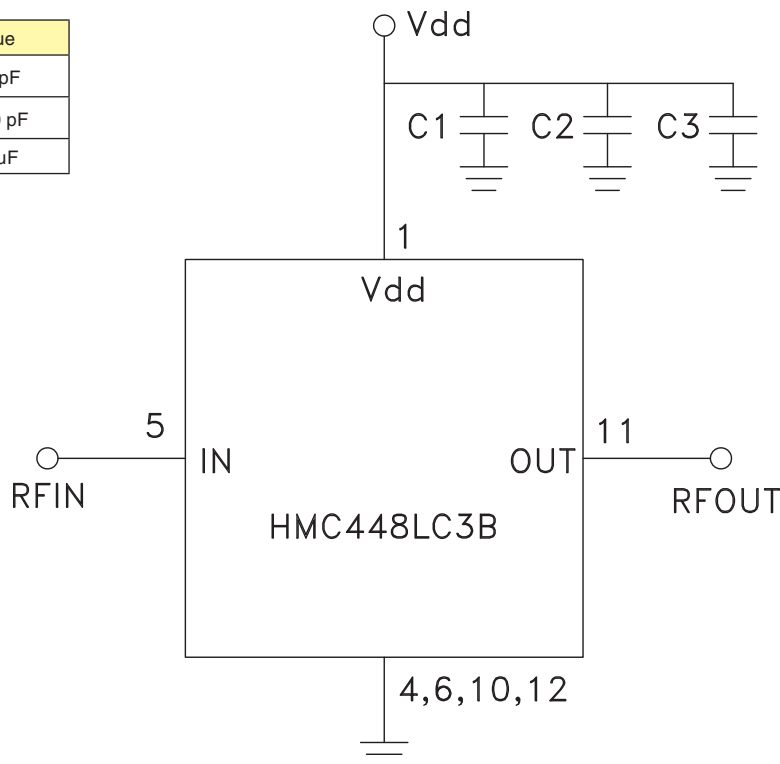 Vdd
pF
pF
uF
C1
C2
C3
1
Vdd
5
11
IN
OUT
RFIN
RFOUT
HMC448LC3B
4,6,10,12